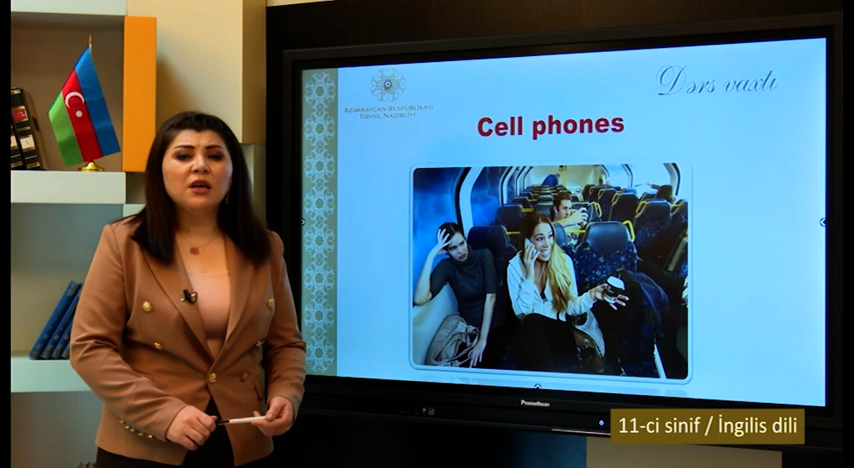 Dərs vaxtı
AZƏRBAYCAN RESPUBLİKASI
TƏHSİL NAZİRLİYİ
Cell phones
Promethean
11-ci sinif / İngilis dili